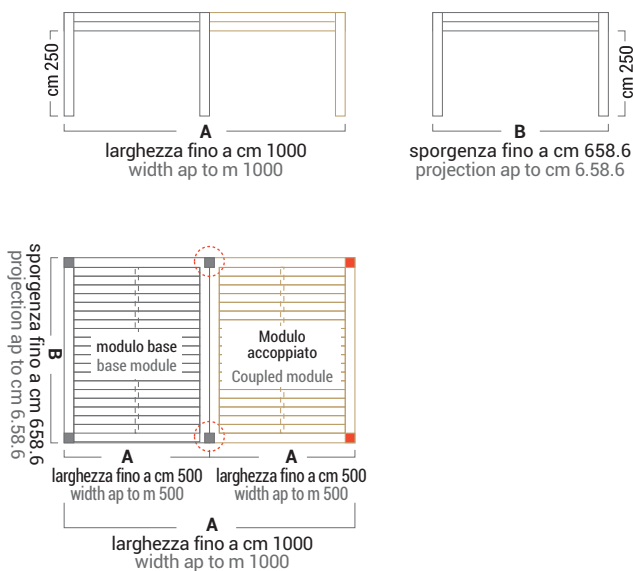 cm 250
A
larghezza fino a cm 1000
width ap to m 1000
cm 250
B
sporgenza fino a cm 658.6
projection ap to cm 6.58.6
sporgenza fino a cm 658.6
projection ap to cm 6.58.6
B
modulo base
base module
Modulo
accoppiato
Coupled module
A
larghezza fino a cm 500
width ap to m 500
A
larghezza fino a cm 500
width ap to m 500
A
larghezza fino a cm 1000
width ap to m 1000